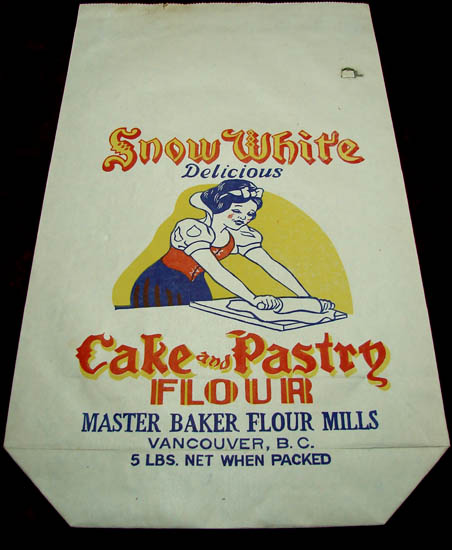 Snow White
Delicious
Cake and Pastry
FLOUR
MASTER BAKER FLOUR MILLS
VANCOUVER, B.C.
5 LBS. NET WHEN PACKED